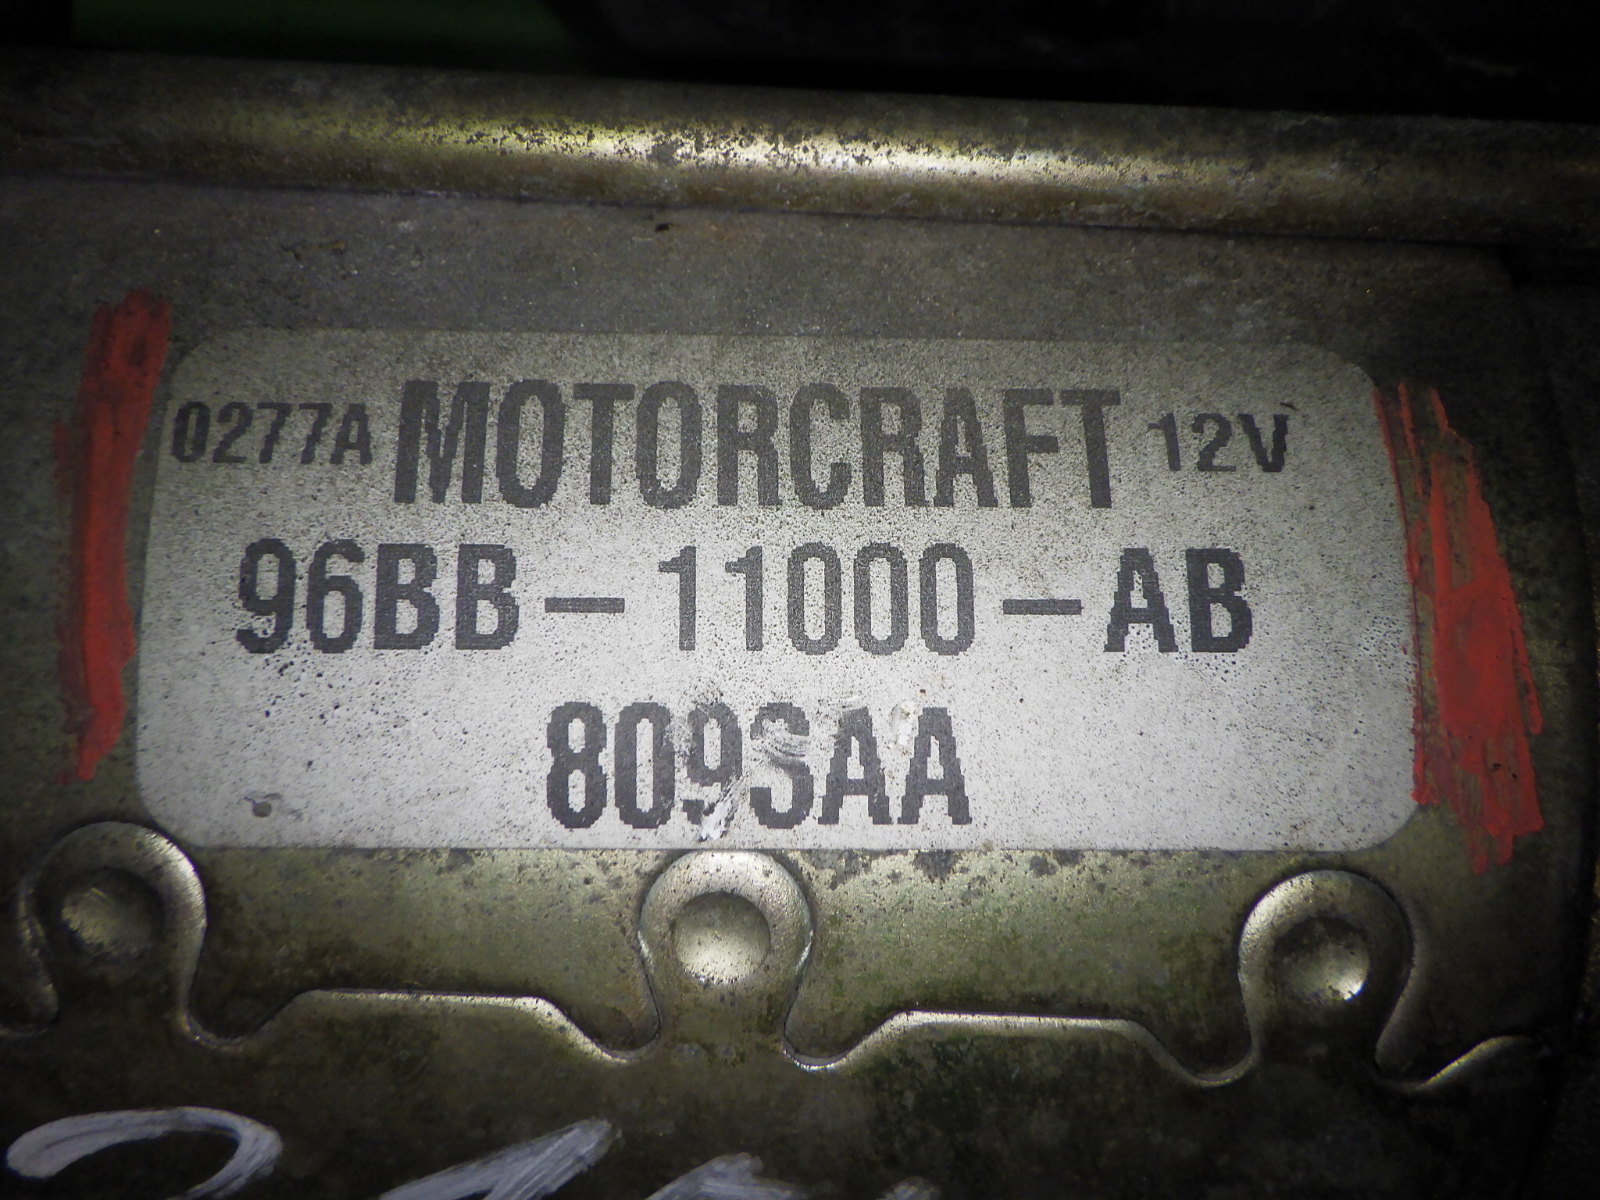 0277A MOTORCRAFT 12V
96BB-11000-AB
809SAA